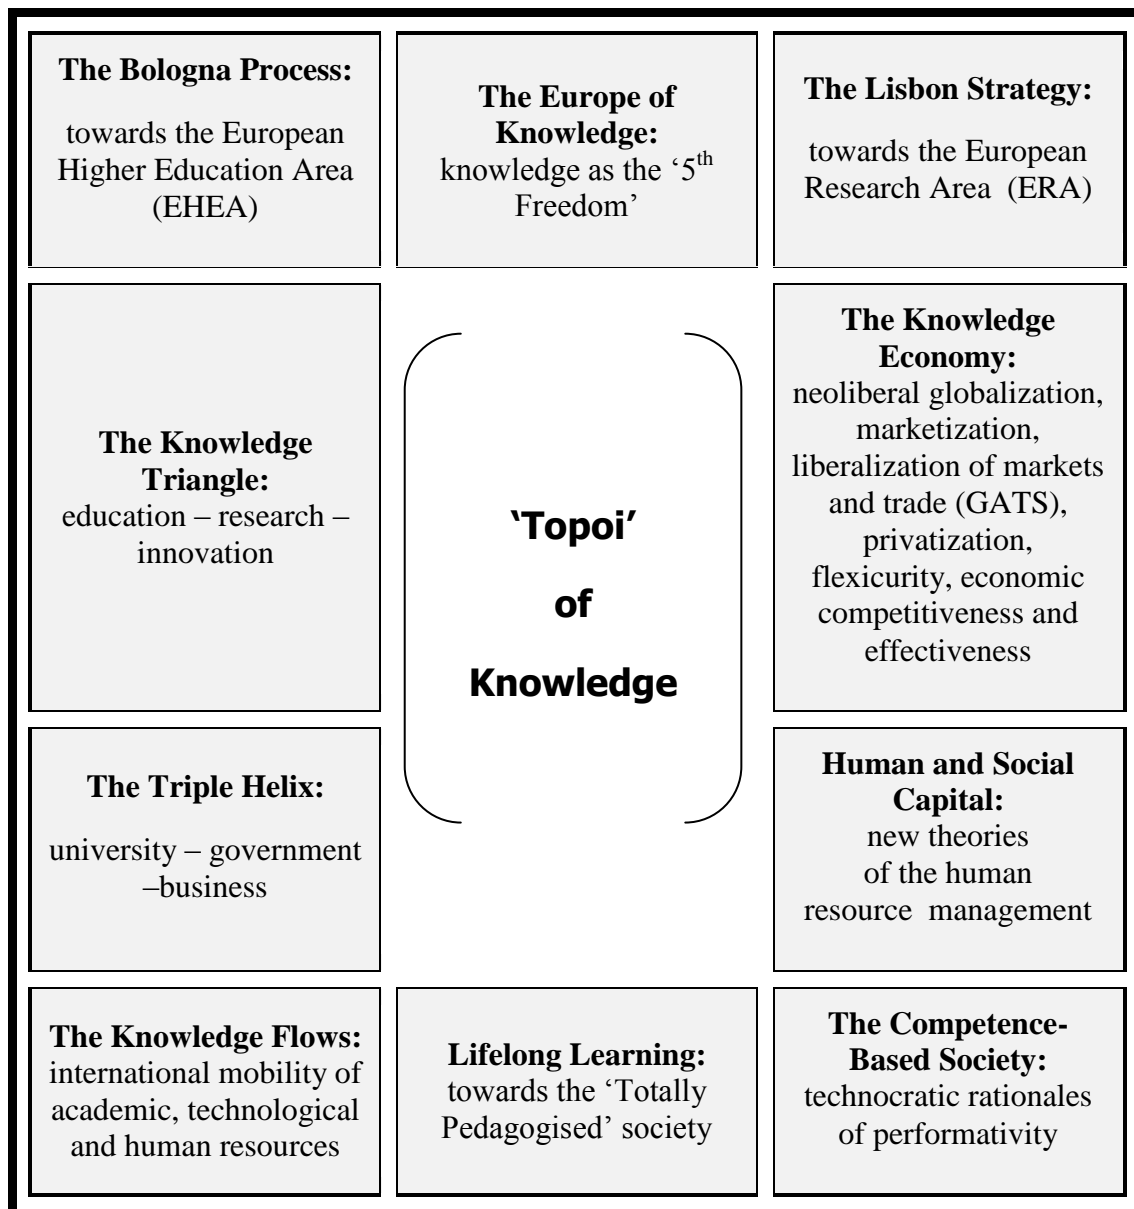 The Bologna Process:
towards the European
Higher Education Area
(EHEA)
The Europe of
Knowledge:
knowledge as the ‘5th
Freedom’
The Lisbon Strategy:
towards the European
Research Area (ERA)
The Knowledge
Triangle:
education – research –
innovation
‘Topoi’
of
Knowledge
The Knowledge
Economy:
neoliberal globalization,
marketization,
liberalization of markets
and trade (GATS),
privatization,
flexicurity, economic
competitiveness and
effectiveness
The Triple Helix:
university – government
–business
Human and Social
Capital:
new theories
of the human
resource management
The Knowledge Flows:
international mobility of
academic, technological
and human resources
Lifelong Learning:
towards the ‘Totally
Pedagogised’ society
The Competence-
Based Society:
technocratic rationales
of performativity